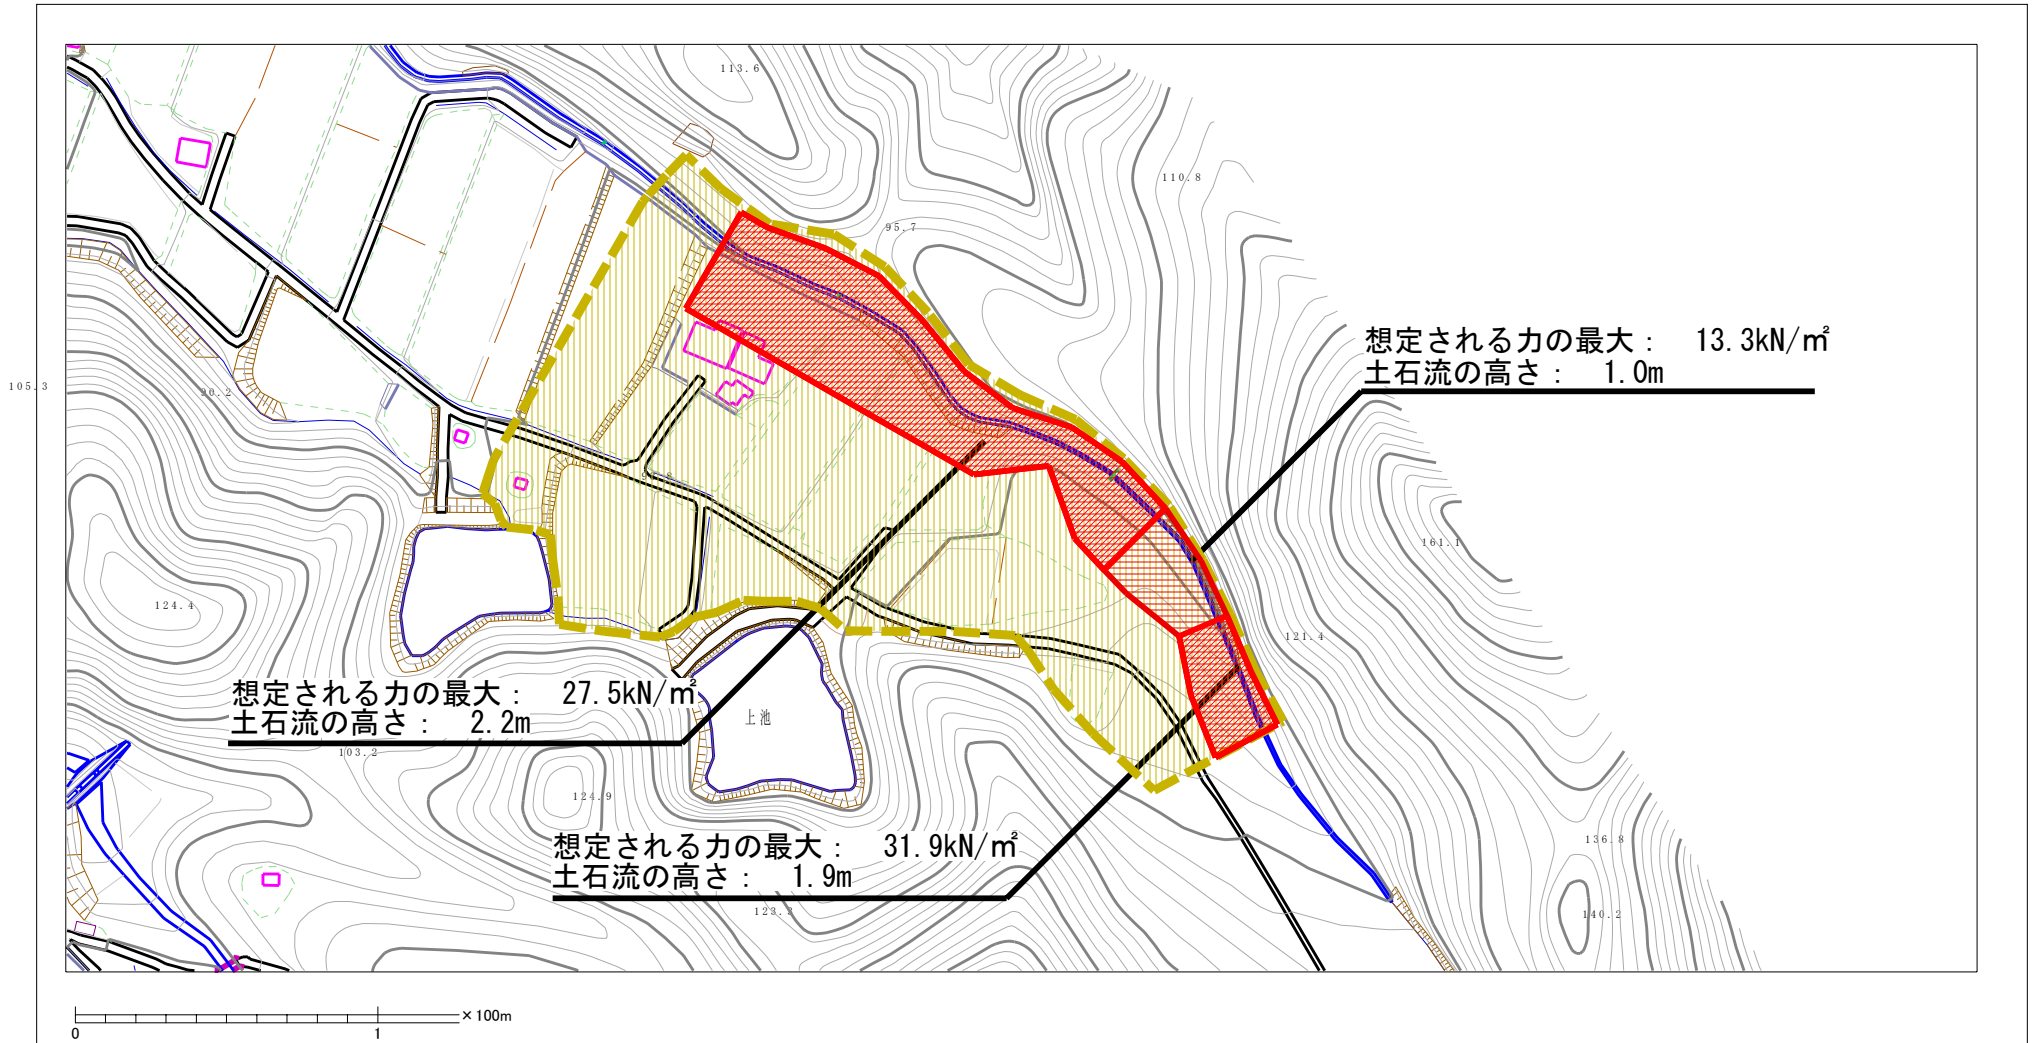 113.6
110.8
95.7
想定される力の最大： 13.3kN/㎡
土石流の高さ： 1.0m
105.3
90.2
161.1
124.4
121.4
想定される力の最大： 27.5kN/㎡
土石流の高さ： 2.2m
上池
103.2
124.9
想定される力の最大： 31.9kN/㎡
土石流の高さ： 1.9m
136.8
123.3
140.2
×100m
0 1